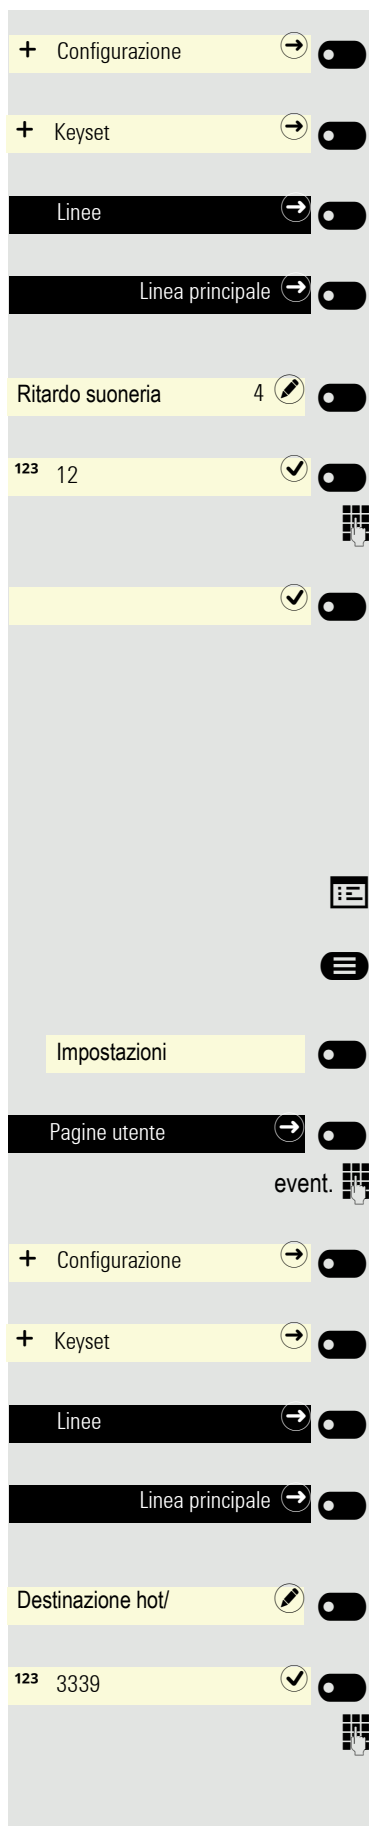 + Configurazione
+ Keyset
Linee
Linea principale
Ritardo suoneria 4
123 12
Impostazioni
Pagine utente
event.
+ Configurazione
+ Keyset
Linee
Linea principale
Destinazione hot/
123 3339